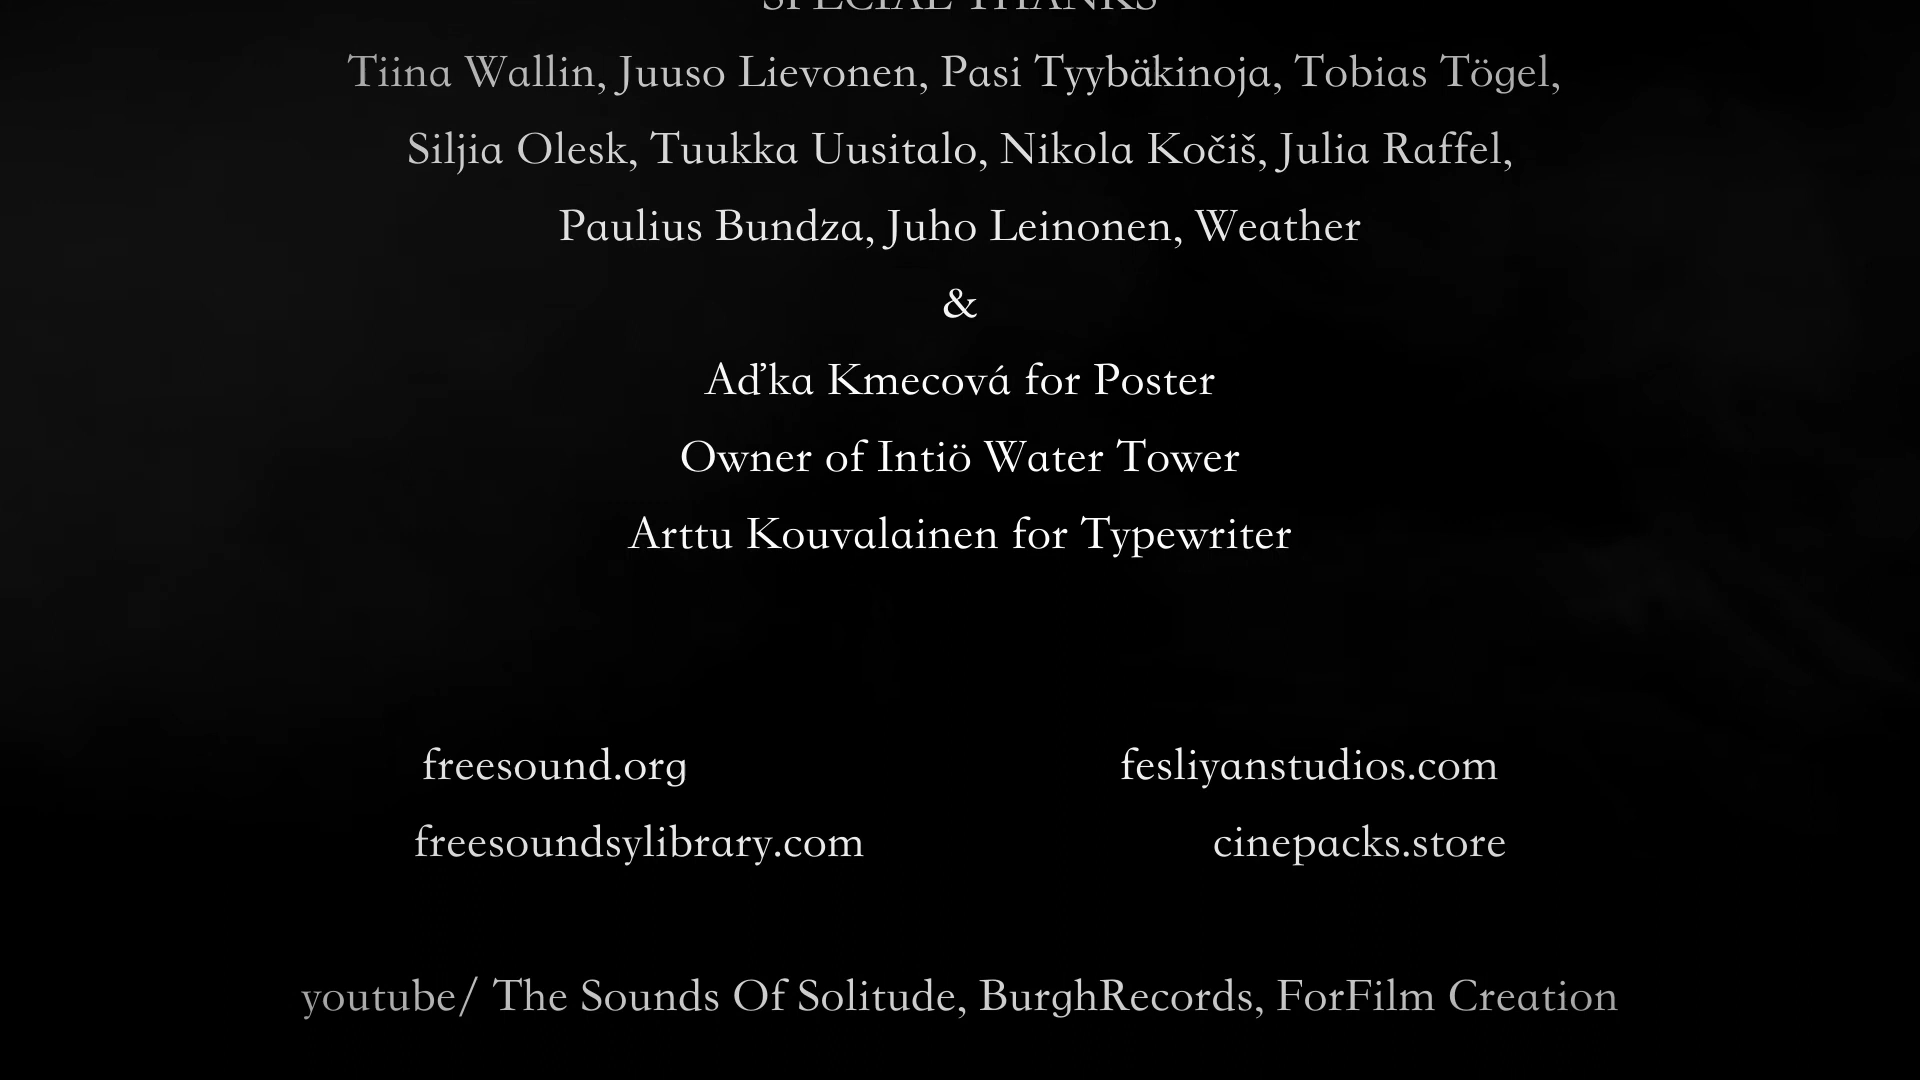 SPECIAL THANKS
Tiina Wallin, Juuso Lievonen, Pasi Tyybäkinoja, Tobias Tögel,
Siljia Olesk, Tuukka Uusitalo, Nikola Kočiš, Julia Raffel,
Paulius Bundza, Juho Leinonen, Weather
&
Aďka Kmecová for Poster
Owner of Intiö Water Tower
Arttu Kouvalainen for Typewriter
freesound.org fesliyanstudios.com
freesoundsylibrary.com cinepacks.store
youtube/ The Sounds Of Solitude, BurghRecords, ForFilm Creation